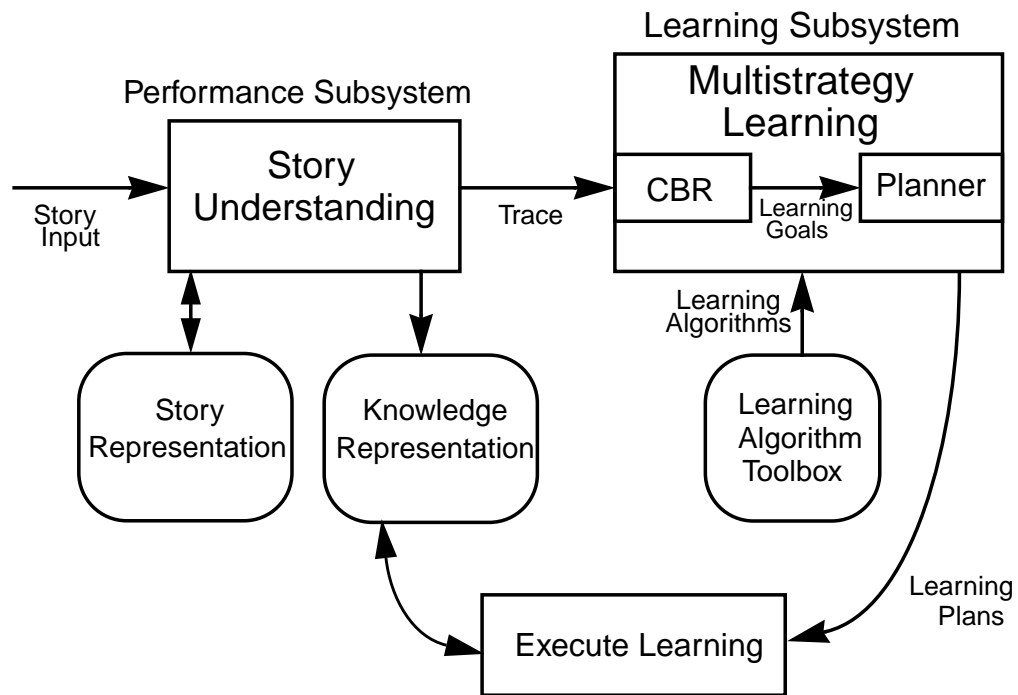 Learning Subsystem
Performance Subsystem
Multistrategy
Learning
Story
Understanding
CBR
Planner
Story
Input
Trace
Learning
Goals
Learning
Algorithms
Story
Representation
Knowledge
Representation
Learning
Algorithm
Toolbox
Learning
Plans
Execute Learning